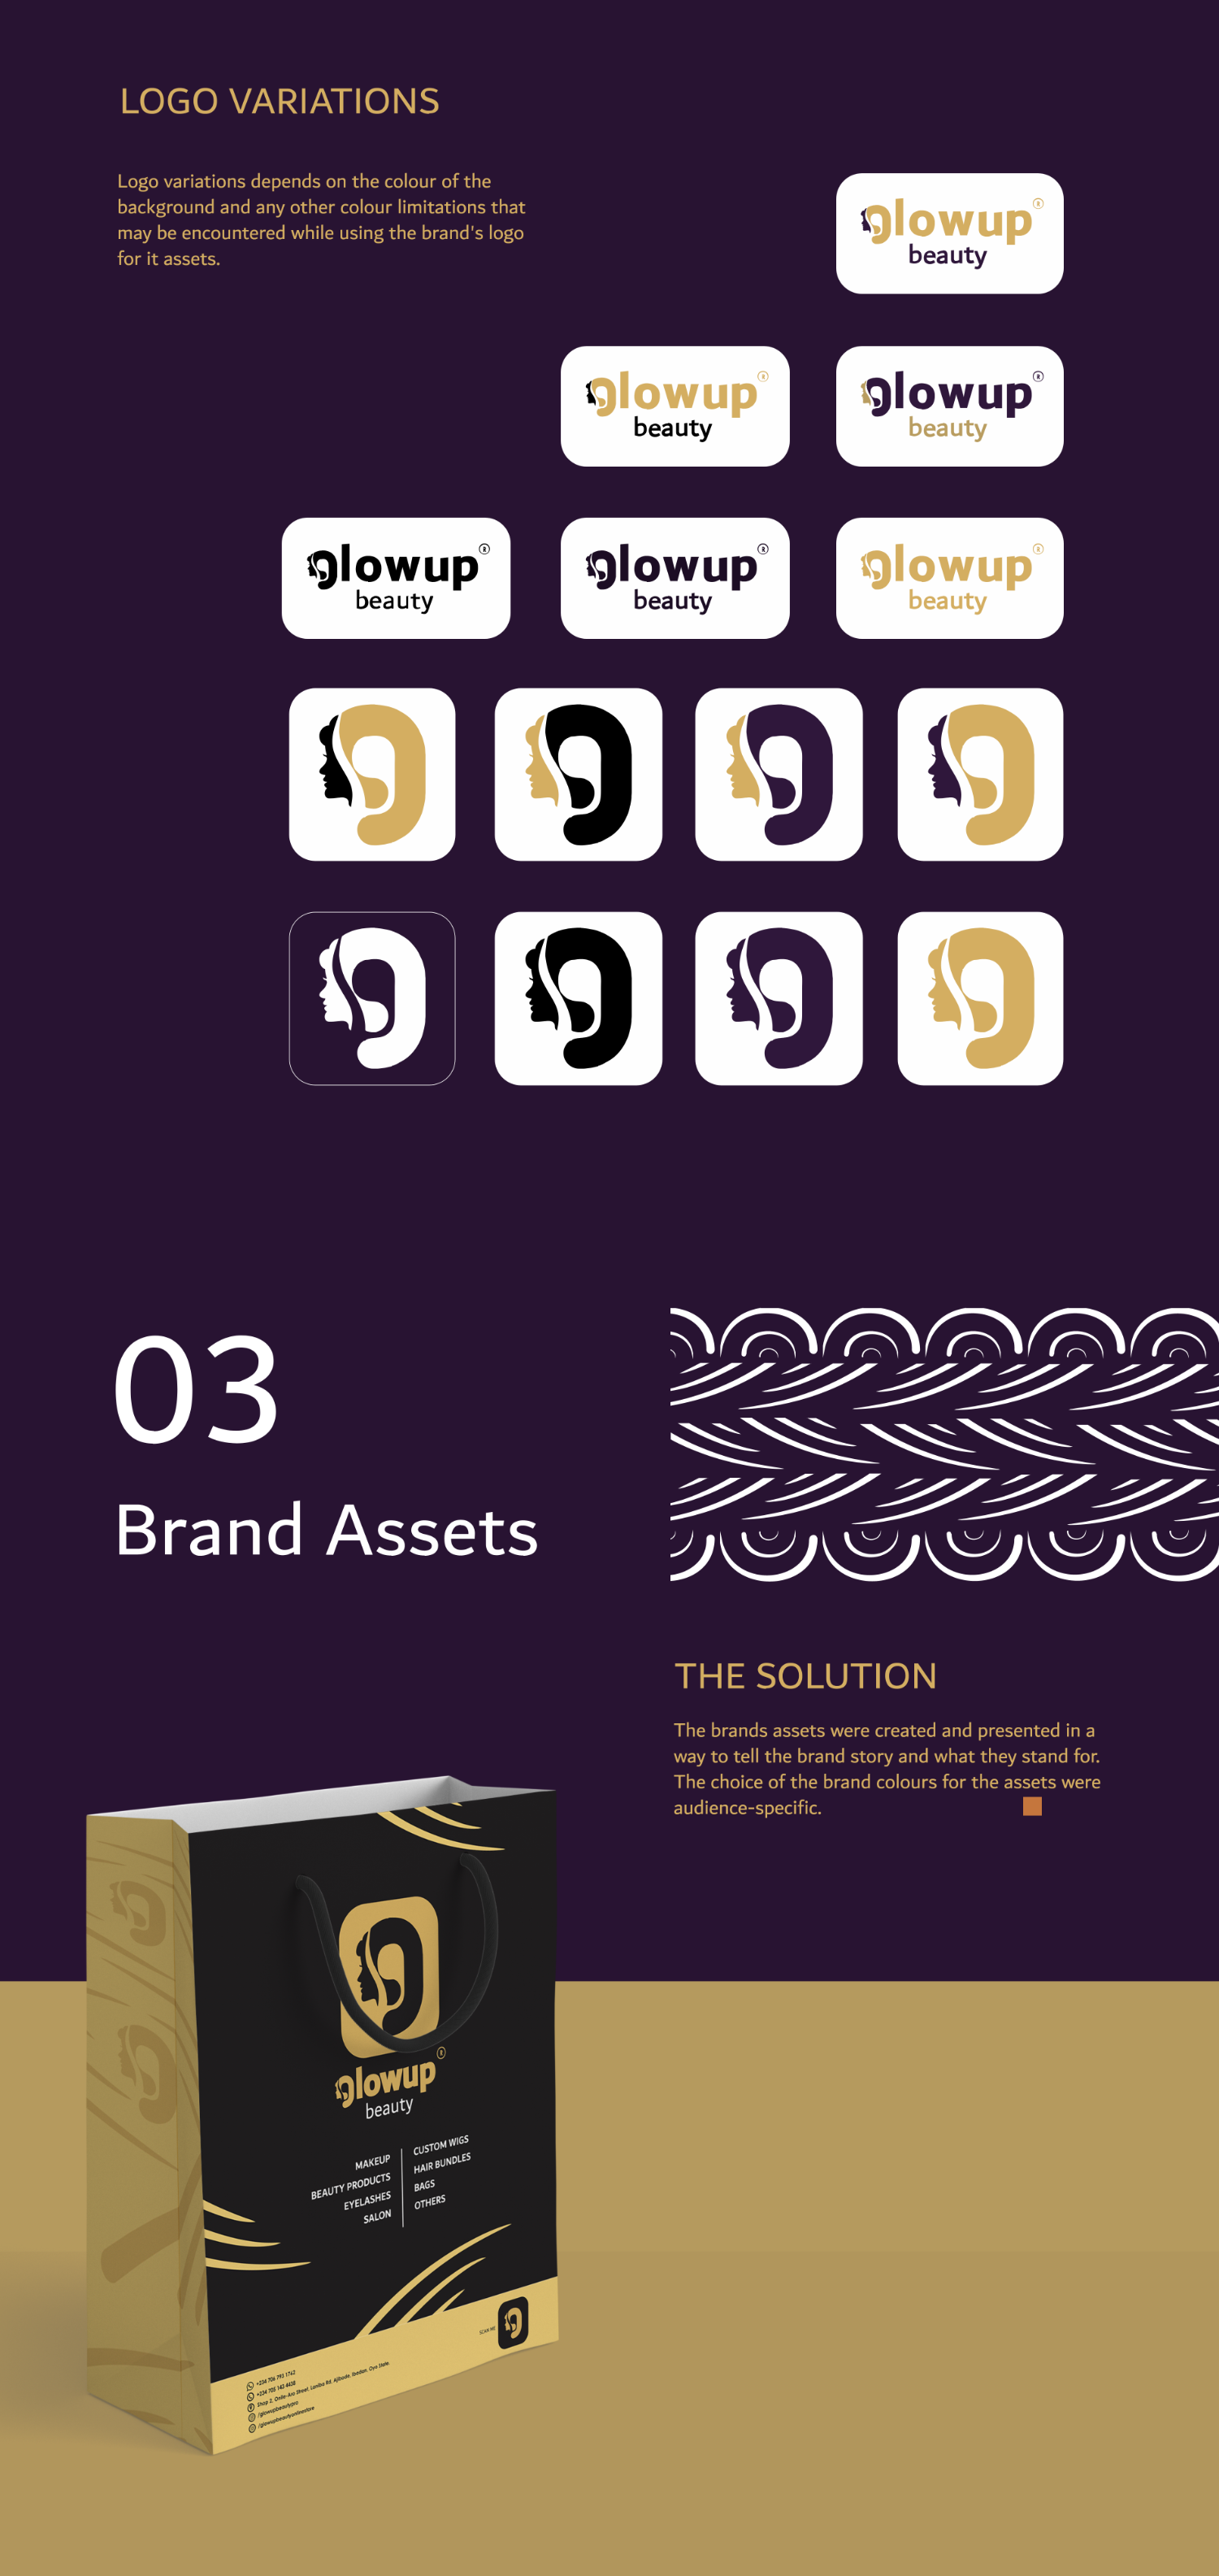 LOGO VARIATIONS
Logo variations depends on the colour of the
background and any other colour limitations that
may be encountered while using the brand's logo
for it assets.
glowup®
beauty
glowup®
beauty
glowup®
beauty
glowup®
beauty
glowup®
beauty
glowup®
beauty
03
Brand Assets
THE SOLUTION
The brands assets were created and presented in a
way to tell the brand story and what they stand for.
The choice of the brand colours for the assets were
audience-specific.
glowup®
beauty
MAKEUP
BEAUTY PRODUCTS
EYELASHES
SALON
CUSTOM WIGS
HAIR BUNDLES
BAGS
OTHERS
SCAN ME
/glowupbeautypro
/glowupbeautyonlinestore